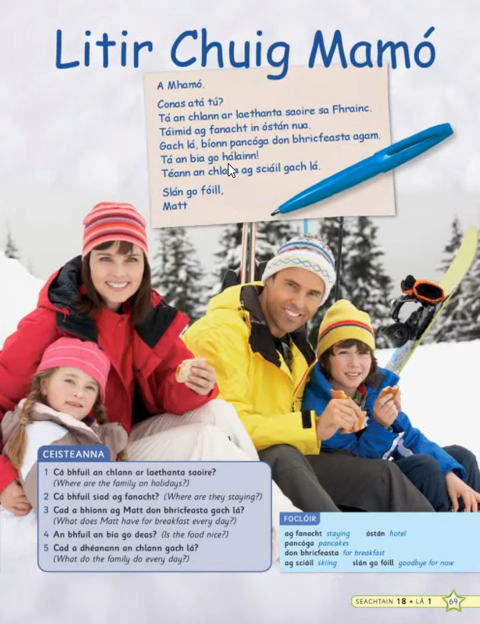 Litir Chuig Mamó
A Mhamó.
Conas atá tú?
Tá an chlann ar laethanta saoire sa Fhrainc.
Táimid ag fanacht in óstán nua.
Gach lá, bíonn pancóga don bhricfeasta agam.
Tá an bia go hálainn!
Téann an chlann ag sciáil gach lá.
Slán go fóill,
Matt
CEISTEANNA
1 Cá bhfuil an chlann ar laethanta saoire?
(Where are the family on holidays?)
2 Cá bhfuil siad ag fanacht? (Where are they staying?)
3 Cad a bhíonn ag Matt don bhricfeasta gach lá?
(What does Matt have for breakfast every day?)
4 An bhfuil an bia go deas? (Is the food nice?)
5 Cad a dhéanann an chlann gach lá?
(What do the family do every day?)
FOCLÓIR
ag fanacht staying óstán hotel
pancóga pancakes
don bhricfeasta for breakfast
ag sciáil skiing slán go fóill goodbye for now
SEACHTAIN 18 • LÁ 1 69